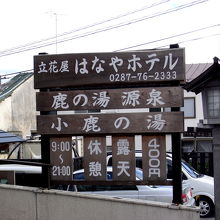 立花屋 はなやホテル
0287-76-2333
鹿の湯 源泉
小鹿の湯
9:00〜21:00
休憩
露天
400円